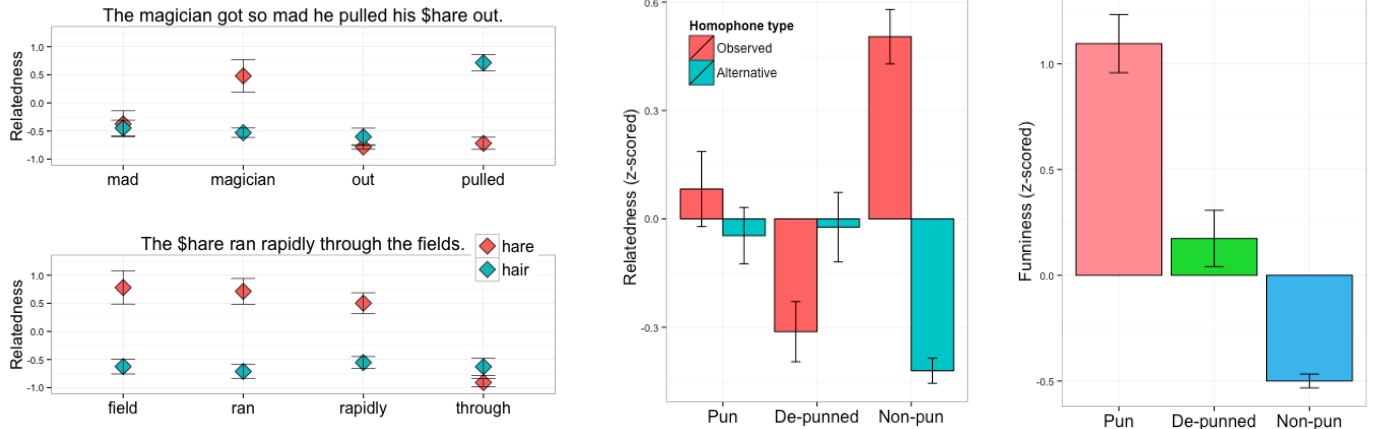 The magician got so mad he pulled his $hare out.
Relatedness
1.0
0.5
0.0
-0.5
-1.0
mad magician out pulled
The $hare ran rapidly through the fields.
hare
hair
Relatedness
1.0
0.5
0.0
-0.5
-1.0
field ran rapidly through
Relatedness (z-scored)
0.6
0.3
0.0
-0.3
Homophone type
Observed
Alternative
Pun De-punned Non-pun
Funniness (z-scored)
1.0
0.5
0.0
-0.5
Pun De-punned Non-pun